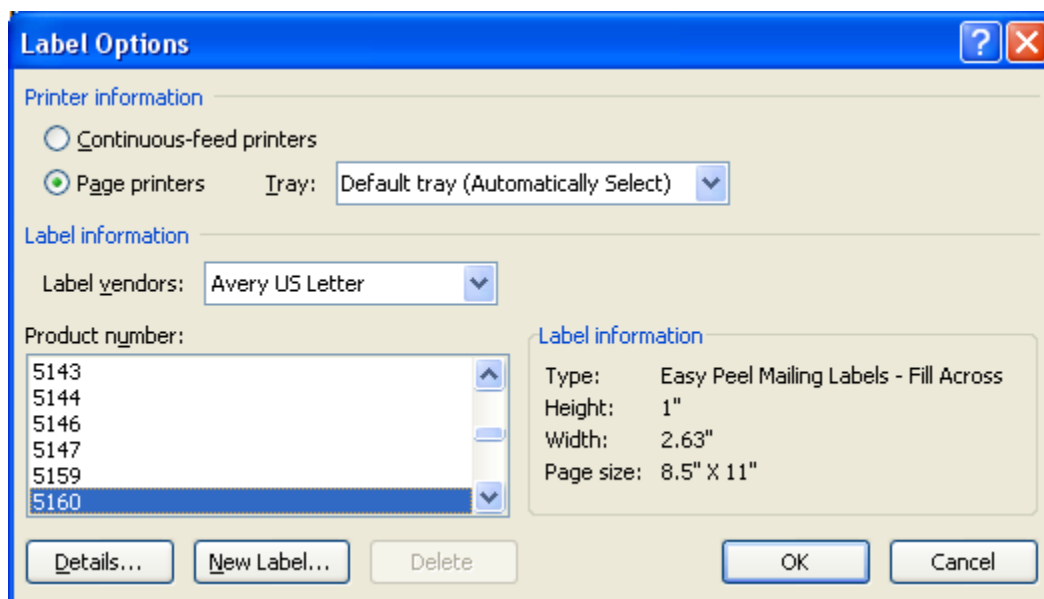 Label Options
Printer information
Continuous-feed printers
Page printers Tray: Default tray (Automatically Select)
Label information
Label vendors: Avery US Letter
Product number:
5143
5144
5146
5147
5159
5160
Label information
Type: Easy Peel Mailing Labels - Fill Across
Height: 1"
Width: 2.63"
Page size: 8.5" X 11"
Details... New Label... Delete OK Cancel